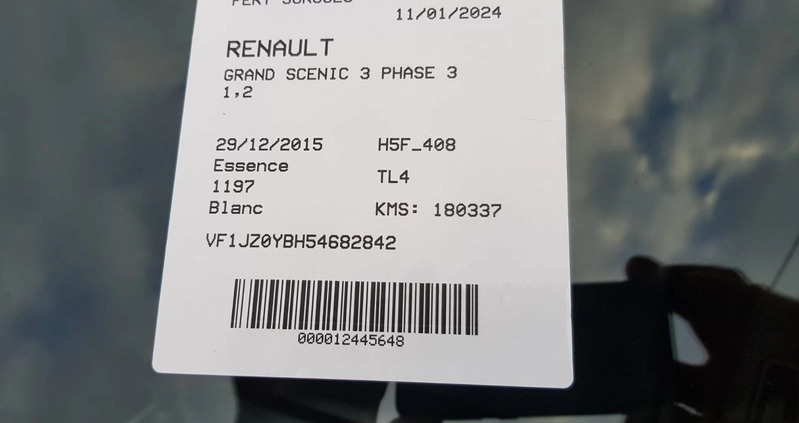 11/01/2024
RENAULT
GRAND SCENIC 3 PHASE 3
1,2
29/12/2015 H5F_408
Essence
TL4
1197
Blanc KMS: 180337
VF1JZ0YBH54682842
000012445648